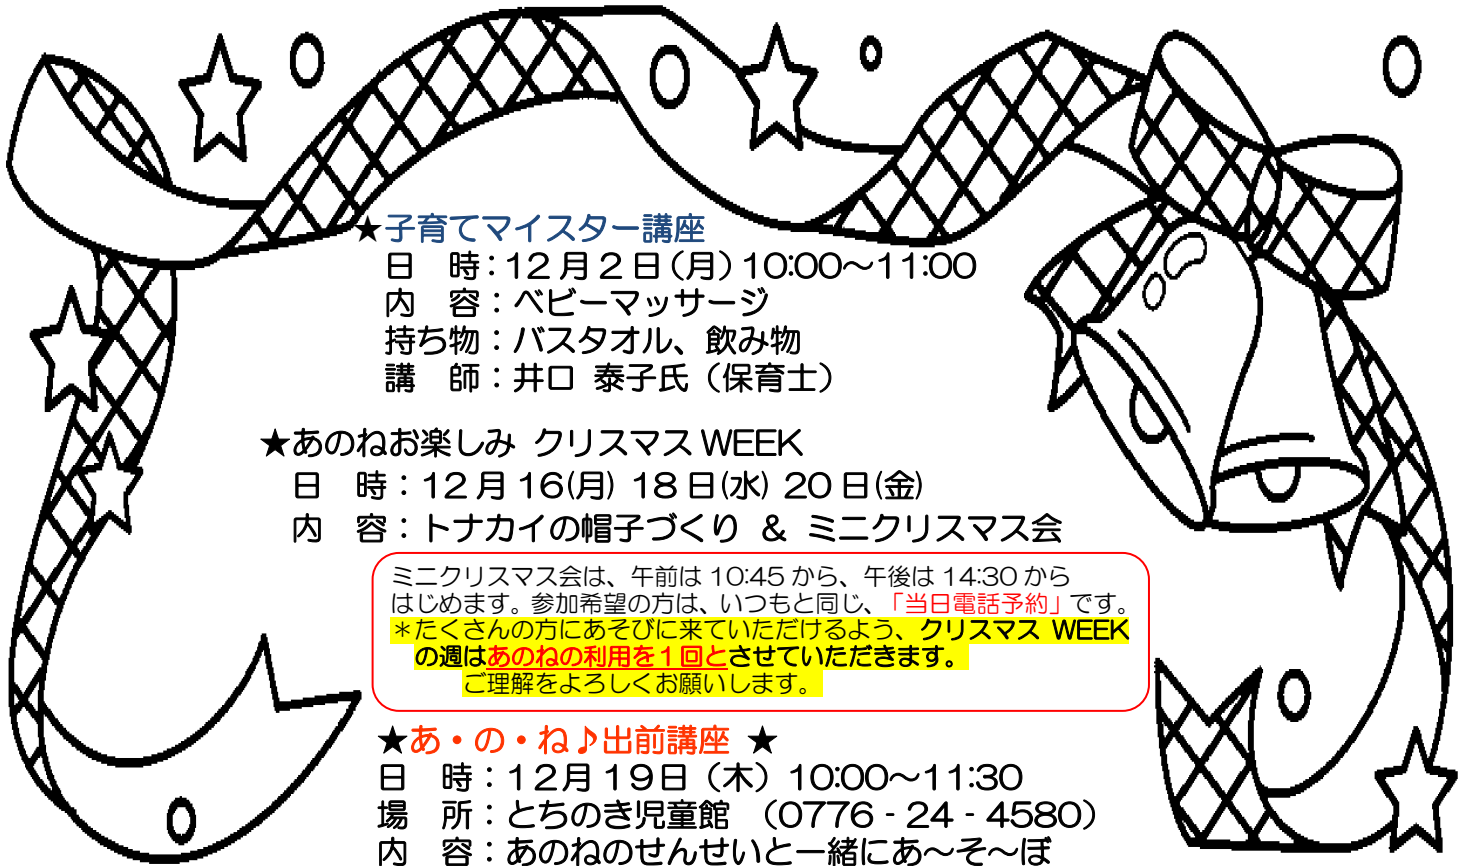 ★子育てマイスター講座
日　時：12月2日（月）10:00～11:00
内　容：ベビーマッサージ
持ち物：バスタオル、飲み物
講　師：井口 泰子氏（保育士）
★あのねお楽しみ クリスマスWEEK
日　時：12月16(月) 18日(水) 20日(金)
内　容：トナカイの帽子づくり ＆ ミニクリスマス会
ミニクリスマス会は、午前は10:45から、午後は14:30から
はじめます。参加希望の方は、いつもと同じ、「当日電話予約」です。
＊たくさんの方にあそびに来ていただけるよう、クリスマス WEEK
の週はあのねの利用を１回とさせていただきます。
ご理解をよろしくお願いします。
★あ・の・ね♪出前講座 ★
日　時：12月19日（木）10:00～11:30
場　所：とちのき児童館 （0776‐24‐4580）
内　容：あのねのせんせいと一緒にあ～そ～ぼ